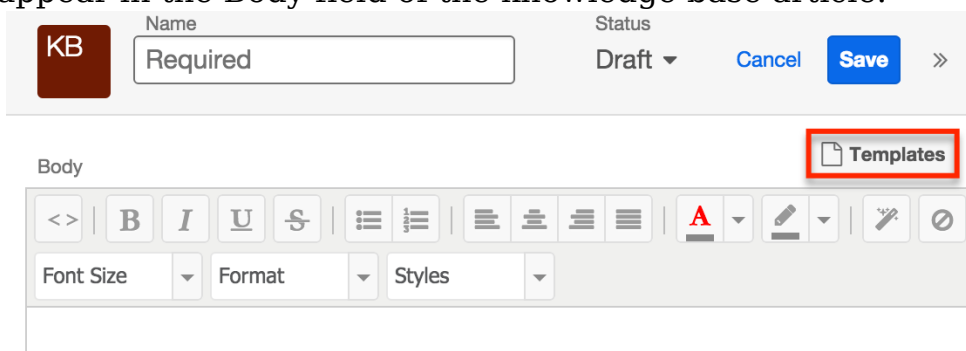 appear in the Body field of the knowledge base article.
Name
Status
KB
Required
Draft
Cancel
Save
»
Templates
Body
<>
B I U S
A
Font Size
Format
Styles